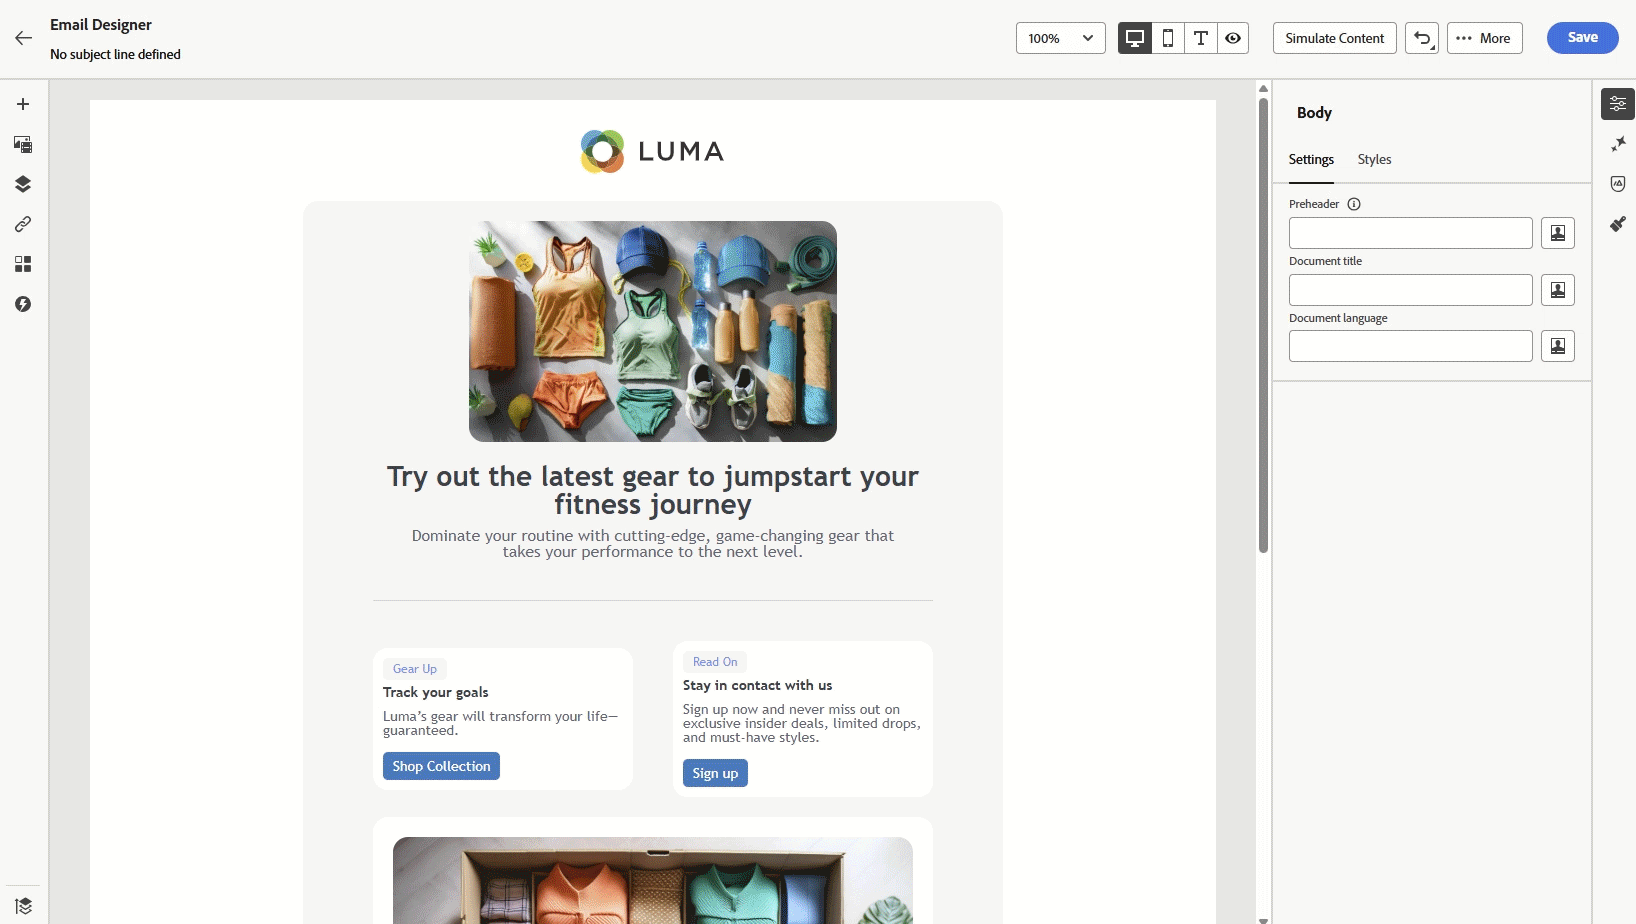 Email Designer
No subject line defined
100%
Simulate Content
More
Save
LUMA
Try out the latest gear to jumpstart your
fitness journey
Dominate your routine with cutting-edge, game-changing gear that
takes your performance to the next level.
Gear Up
Track your goals
Luma’s gear will transform your life—
guaranteed.
Shop Collection
Read On
Stay in contact with us
Sign up now and never miss out on
exclusive insider deals, limited drops,
and must-have styles.
Sign up
Body
Settings
Styles
Preheader
Document title
Document language